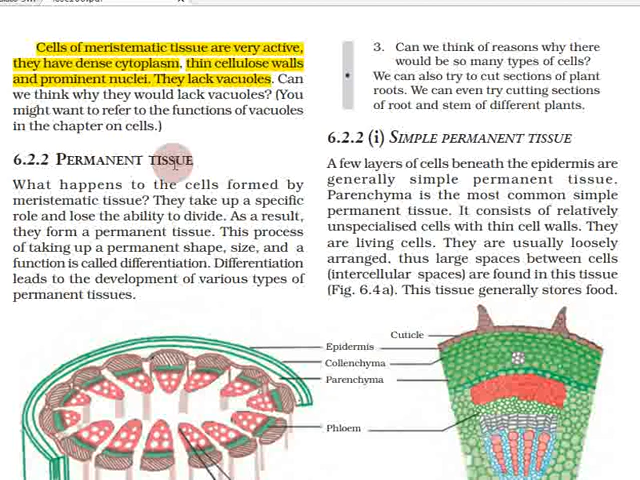 Cells of meristematic tissue are very active,
they have dense cytoplasm, thin cellulose walls
and prominent nuclei. They lack vacuoles. Can
we think why they would lack vacuoles? (You
might want to refer to the functions of vacuoles
in the chapter on cells.)
6.2.2 PERMANENT TISSUE
What happens to the cells formed by
meristematic tissue? They take up a specific
role and lose the ability to divide. As a result,
they form a permanent tissue. This process
of taking up a permanent shape, size, and a
function is called differentiation. Differentiation
leads to the development of various types of
permanent tissues.
3. Can we think of reasons why there
would be so many types of cells?
• We can also try to cut sections of plant
roots. We can even try cutting sections
of root and stem of different plants.
6.2.2 (i) SIMPLE PERMANENT TISSUE
A few layers of cells beneath the epidermis are
generally simple permanent tissue.
Parenchyma is the most common simple
permanent tissue. It consists of relatively
unspecialised cells with thin cell walls. They
are living cells. They are usually loosely
arranged, thus large spaces between cells
(intercellular spaces) are found in this tissue
(Fig. 6.4 a). This tissue generally stores food.
Cuticle
Epidermis
Collenchyma
Parenchyma
Phloem